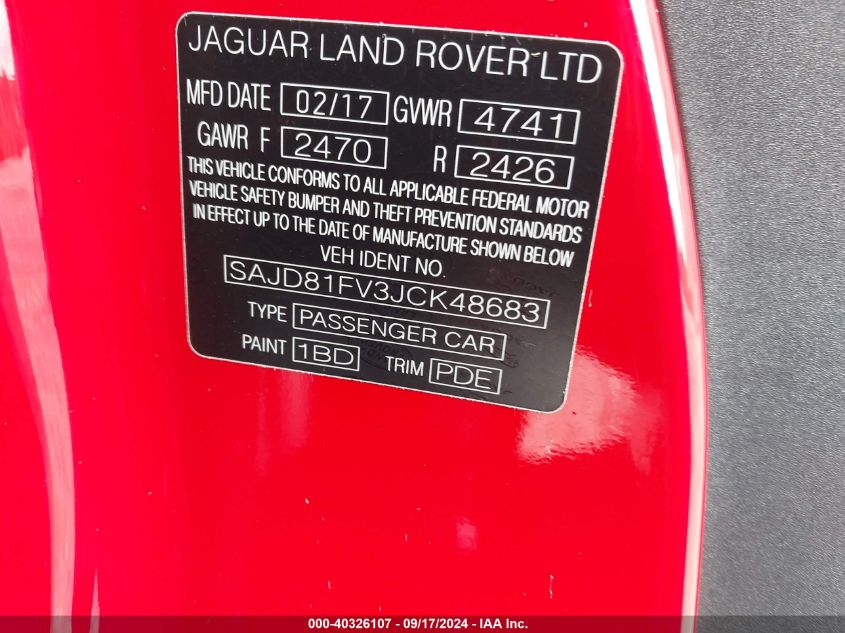 JAGUAR LAND ROVER LTD
MFD DATE 02/17 GVWR 4741
GAWR F 2470 R 2426
THIS VEHICLE CONFORMS TO ALL APPLICABLE FEDERAL MOTOR
VEHICLE SAFETY BUMPER AND THEFT PREVENTION STANDARDS
IN EFFECT UP TO THE DATE OF MANUFACTURE SHOWN BELOW
VEH IDENT NO.
SAJD81FV3JCK48683
TYPE PASSENGER CAR
PAINT 1BD TRIM PDE
000-40326107 - 09/17/2024 - IAA Inc.